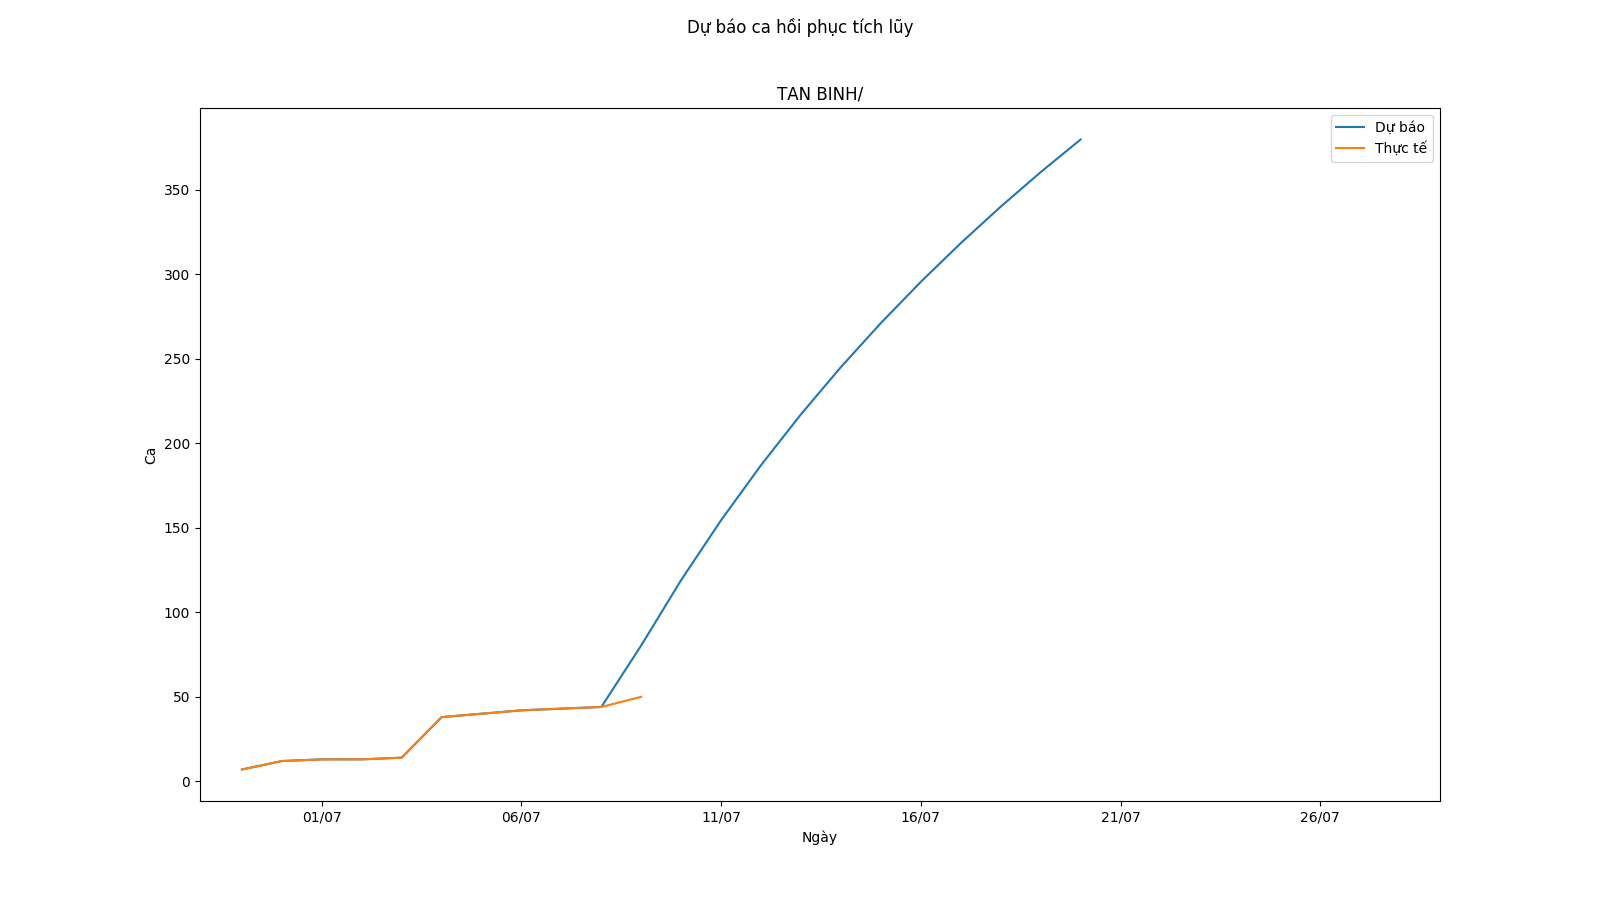 Dự báo ca hồi phục tích lũy
TAN BINH/
Dự báo
Thực tế
350
300
250
200
150
100
50
0
Ca
01/07 06/07 11/07 16/07 21/07 26/07
Ngày